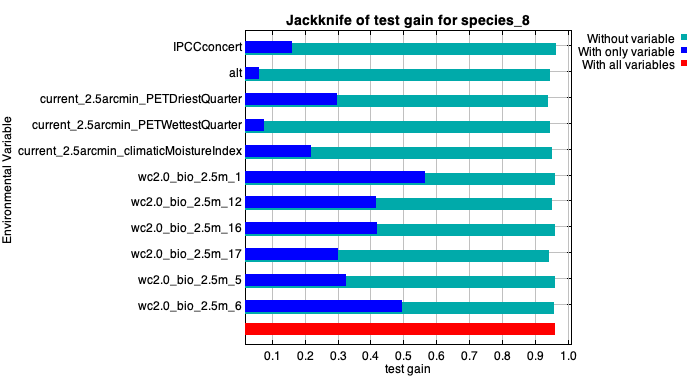 Jackknife of test gain for species_8
Without variable
With only variable
With all variables
Environmental Variable
IPCCconcert
alt
current_2.5arcmin_PETDriestQuarter
current_2.5arcmin_PETWettestQuarter
current_2.5arcmin_climaticMoistureIndex
wc2.0_bio_2.5m_1
wc2.0_bio_2.5m_12
wc2.0_bio_2.5m_16
wc2.0_bio_2.5m_17
wc2.0_bio_2.5m_5
wc2.0_bio_2.5m_6
0.1 0.2 0.3 0.4 0.5 0.6 0.7 0.8 0.9 1.0
test gain